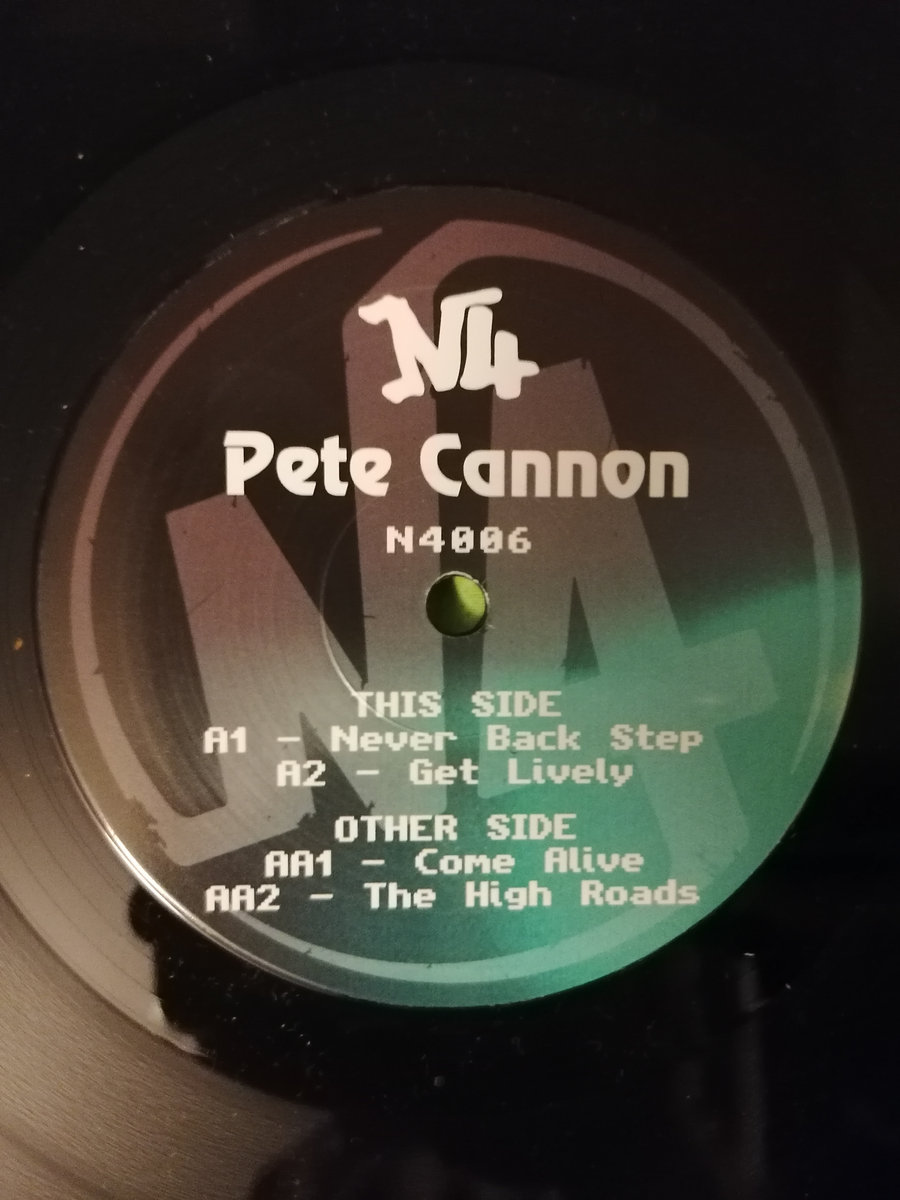 N4
Pete Cannon
N4006
THIS SIDE
A1 - Never Back Step
A2 - Get Lively
OTHER SIDE
AA1 - Come Alive
AA2 - The High Roads
N4